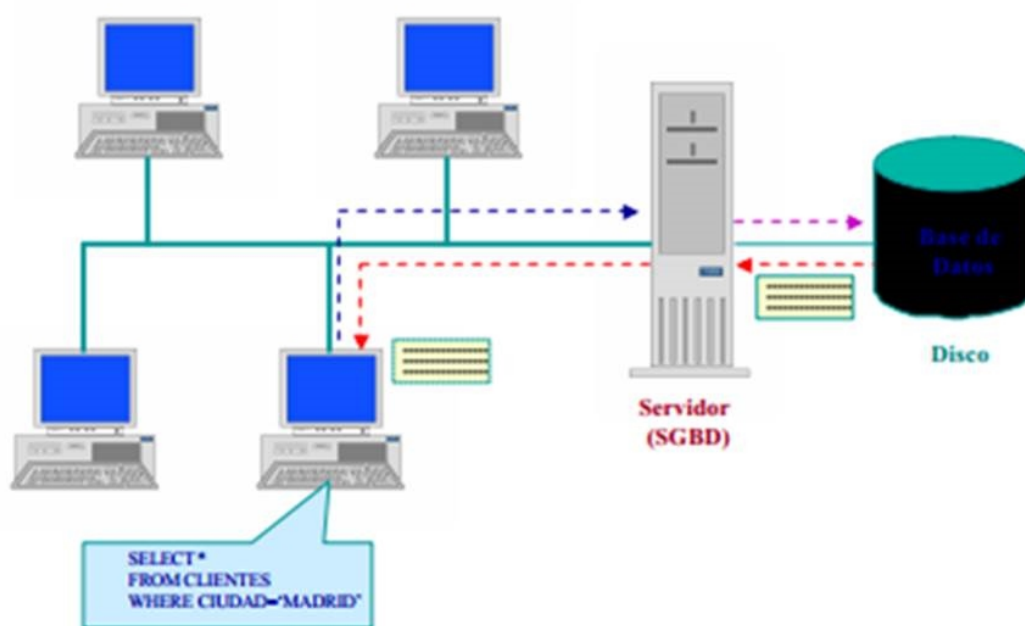 Base de
Datos
Disco
Servidor
(SGBD)
SELECT *
FROM CLIENTES
WHERE CIUDAD="MADRID"